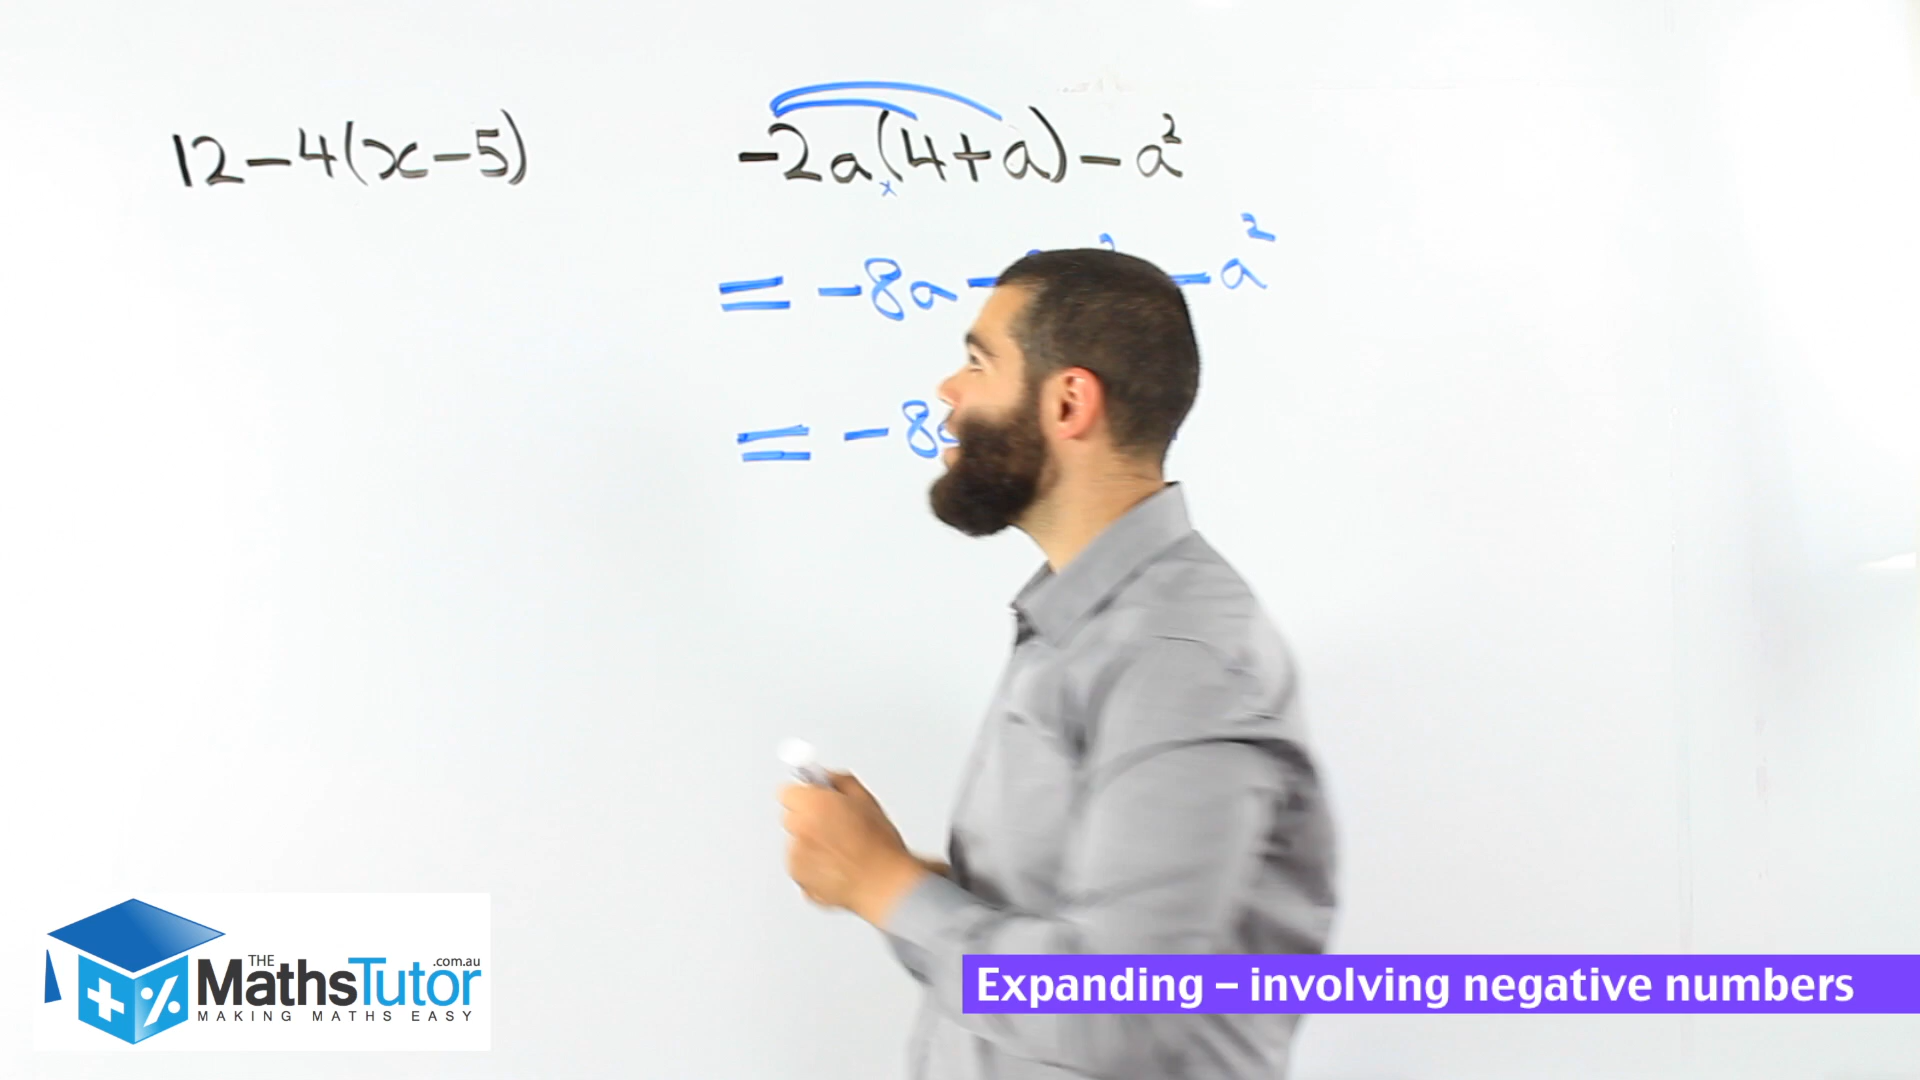 12-4(x-5)
-2a(4+a)-a²
x
= -8a - ² - a²
= -8
THE
MathsTutor
.com.au
MAKING MATHS EASY
Expanding – involving negative numbers